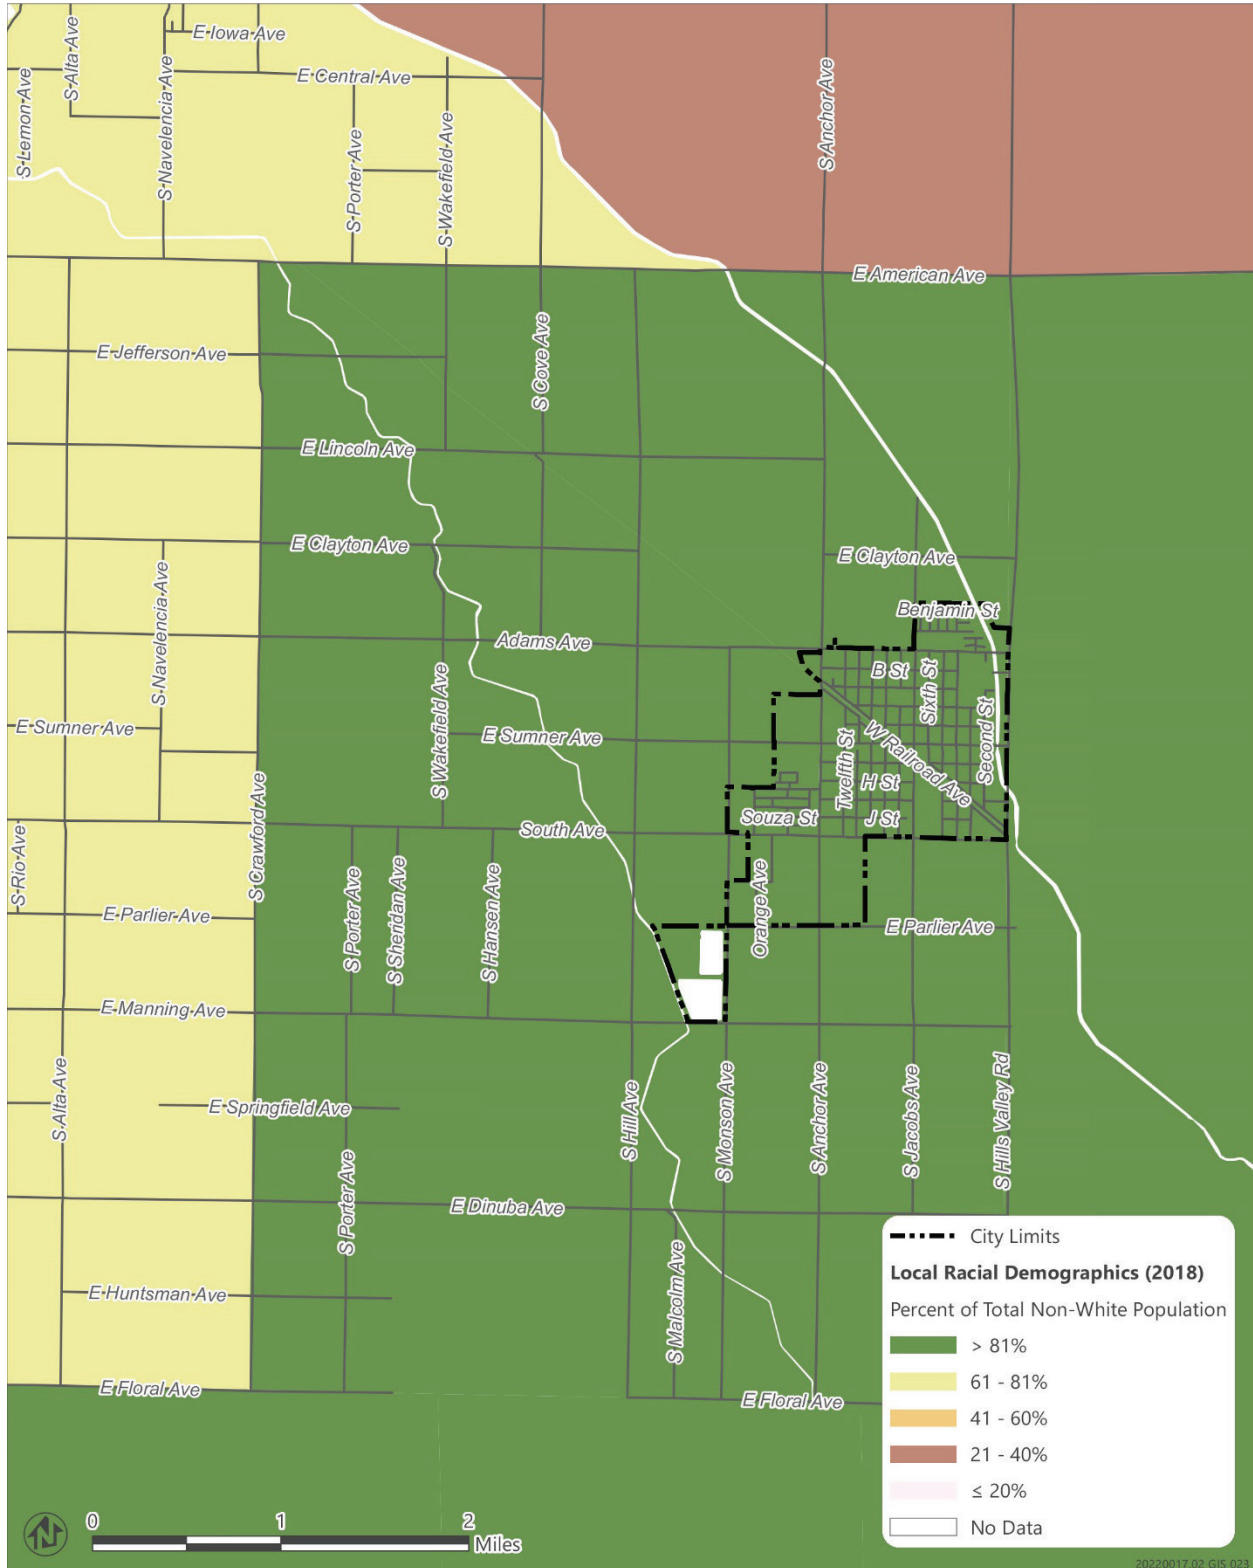 E Iowa Ave
S Alta Ave
E Central Ave
S Lemon Ave
S Navelencia Ave
S Porter Ave
S Wakefield Ave
S Anchor Ave
E American Ave
E Jefferson Ave
S Cove Ave
E Lincoln Ave
E Clayton Ave
E Clayton Ave
S Navelencia Ave
Benjamin St
Adams Ave
B St
Sixth St
S Wakefield Ave
E Sumner Ave
E Sumner Ave
Second St
W Railroad Ave
Twelfth St
H St
S Crawford Ave
South Ave
Souza St
J St
S Rio Ave
E Parlier Ave
S Porter Ave
S Sheridan Ave
S Hansen Ave
Orange Ave
E Parlier Ave
E Manning Ave
S Alta Ave
E Springfield Ave
S Hill Ave
S Monson Ave
S Anchor Ave
S Jacobs Ave
S Hills Valley Rd
S Porter Ave
E Dinuba Ave
E Huntsman Ave
S Malcolm Ave
E Floral Ave
E Floral Ave
City Limits
Local Racial Demographics (2018)
Percent of Total Non-White Population
> 81%
61 - 81%
41 - 60%
21 - 40%
≤ 20%
No Data
N
0 1 2
Miles
20220017.02 GIS 023